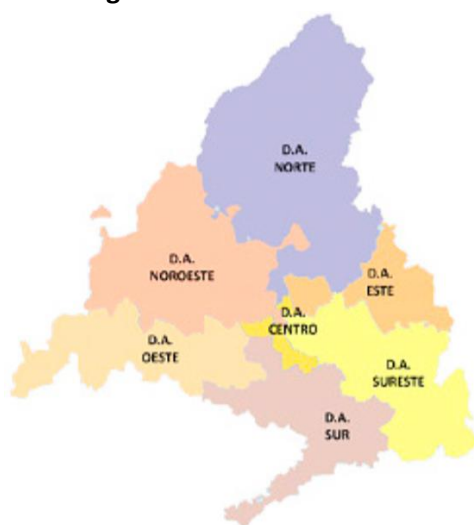 D.A.
NORTE
D.A.
NOROESTE
D.A.
ESTE
D.A.
CENTRO
D.A.
OESTE
D.A.
SURESTE
D.A.
SUR